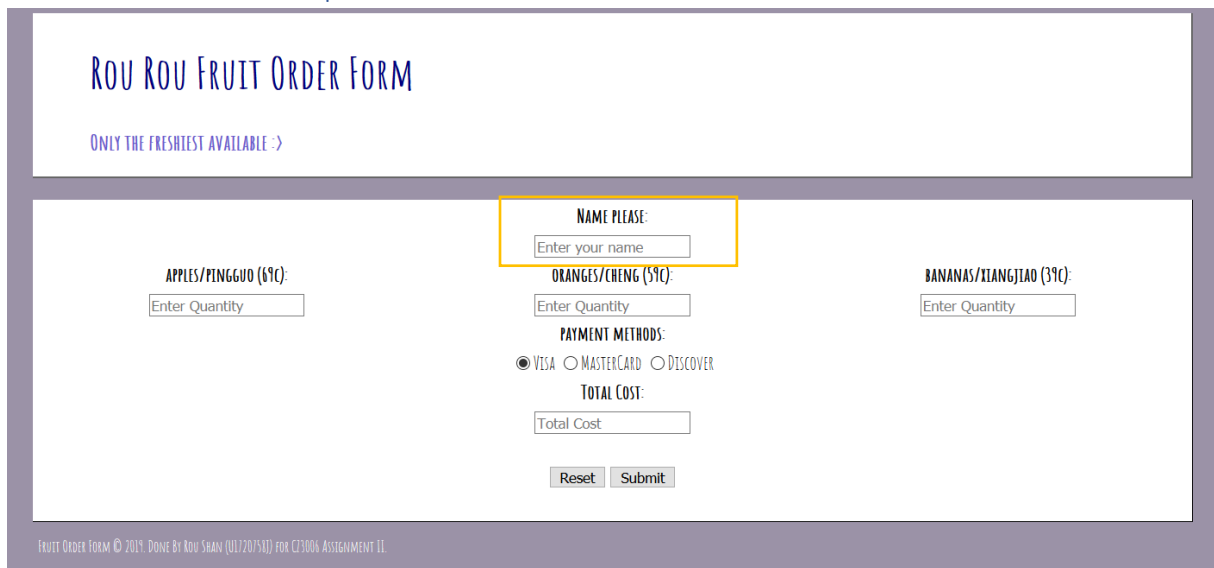 Rou Rou Fruit Order Form
Only the freshiest available :>
Name please:
Enter your name
apples/pingguo (69c): oranges/cheng (59c): bananas/xiangjiao (39c):
Enter Quantity Enter Quantity Enter Quantity
payment methods:
Visa MasterCard Discover
Total Cost:
Total Cost
Reset Submit
Fruit Order Form © 2019. Done By Rou Shan (U1720758J) for CZ3006 Assignment II.